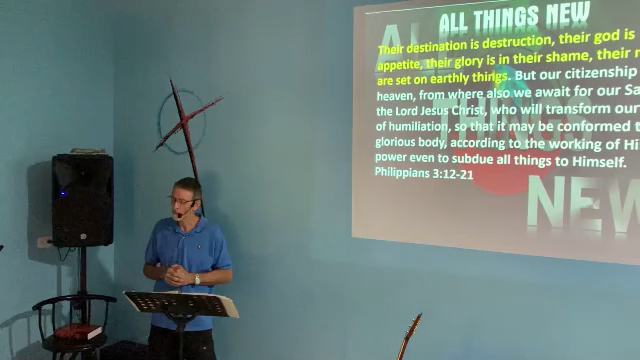 ALL THINGS NEW
Their destination is destruction, their god is
appetite, their glory is in their shame, their
are set on earthly things. But our citizenship
heaven, from where also we await for our
the Lord Jesus Christ, who will transform our
of humiliation, so that it may be conformed
glorious body, according to the working of
power even to subdue all things to Himself.
Philippians 3:12-21
ALL
THINGS
NEW